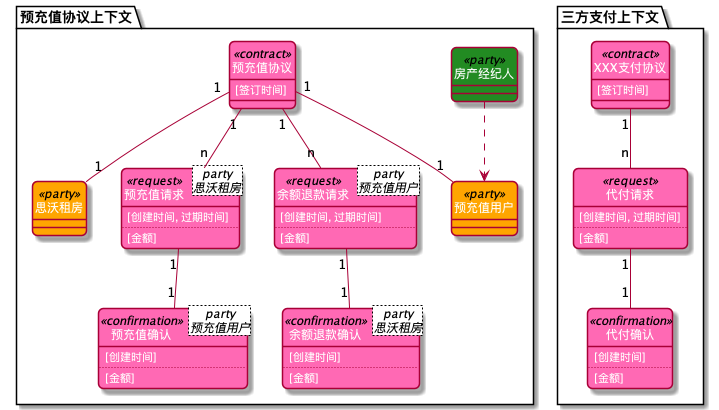 预充值协议上下文
三方支付上下文
«contract»
预充值协议
[签订时间]
«party»
房产经纪人
«contract»
XXX支付协议
[签订时间]
1
1
1
1
1
n
n
1
1
n
«party»
思沃租房
«request»
预充值请求
party
思沃租房
[创建时间, 过期时间]
[金额]
«request»
余额退款请求
party
预充值用户
[创建时间, 过期时间]
[金额]
«party»
预充值用户
«request»
代付请求
[创建时间, 过期时间]
[金额]
1
1
1
1
1
1
«confirmation»
预充值确认
party
预充值用户
[创建时间]
[金额]
«confirmation»
余额退款确认
party
思沃租房
[创建时间]
[金额]
«confirmation»
代付确认
[创建时间]
[金额]